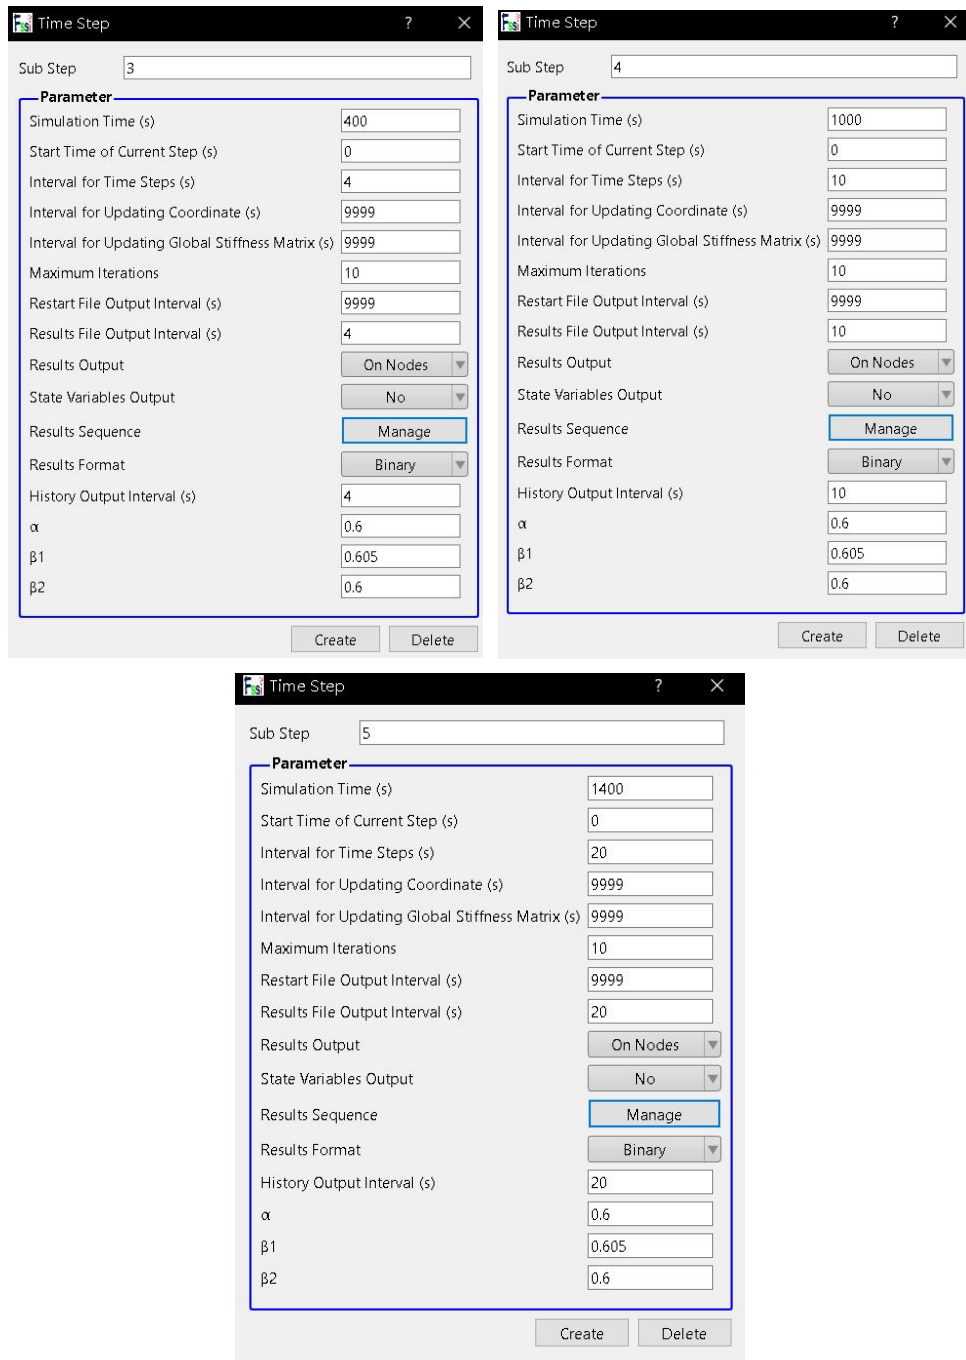 Time Step ? ×
Sub Step 3
Parameter
Simulation Time (s) 400
Start Time of Current Step (s) 0
Interval for Time Steps (s) 4
Interval for Updating Coordinate (s) 9999
Interval for Updating Global Stiffness Matrix (s) 9999
Maximum Iterations 10
Restart File Output Interval (s) 9999
Results File Output Interval (s) 4
Results Output On Nodes
State Variables Output No
Results Sequence Manage
Results Format Binary
History Output Interval (s) 4
α 0.6
β1 0.605
β2 0.6
Create Delete
Time Step ? ×
Sub Step 4
Parameter
Simulation Time (s) 1000
Start Time of Current Step (s) 0
Interval for Time Steps (s) 10
Interval for Updating Coordinate (s) 9999
Interval for Updating Global Stiffness Matrix (s) 9999
Maximum Iterations 10
Restart File Output Interval (s) 9999
Results File Output Interval (s) 10
Results Output On Nodes
State Variables Output No
Results Sequence Manage
Results Format Binary
History Output Interval (s) 10
α 0.6
β1 0.605
β2 0.6
Create Delete
Time Step ? ×
Sub Step 5
Parameter
Simulation Time (s) 1400
Start Time of Current Step (s) 0
Interval for Time Steps (s) 20
Interval for Updating Coordinate (s) 9999
Interval for Updating Global Stiffness Matrix (s) 9999
Maximum Iterations 10
Restart File Output Interval (s) 9999
Results File Output Interval (s) 20
Results Output On Nodes
State Variables Output No
Results Sequence Manage
Results Format Binary
History Output Interval (s) 20
α 0.6
β1 0.605
β2 0.6
Create Delete